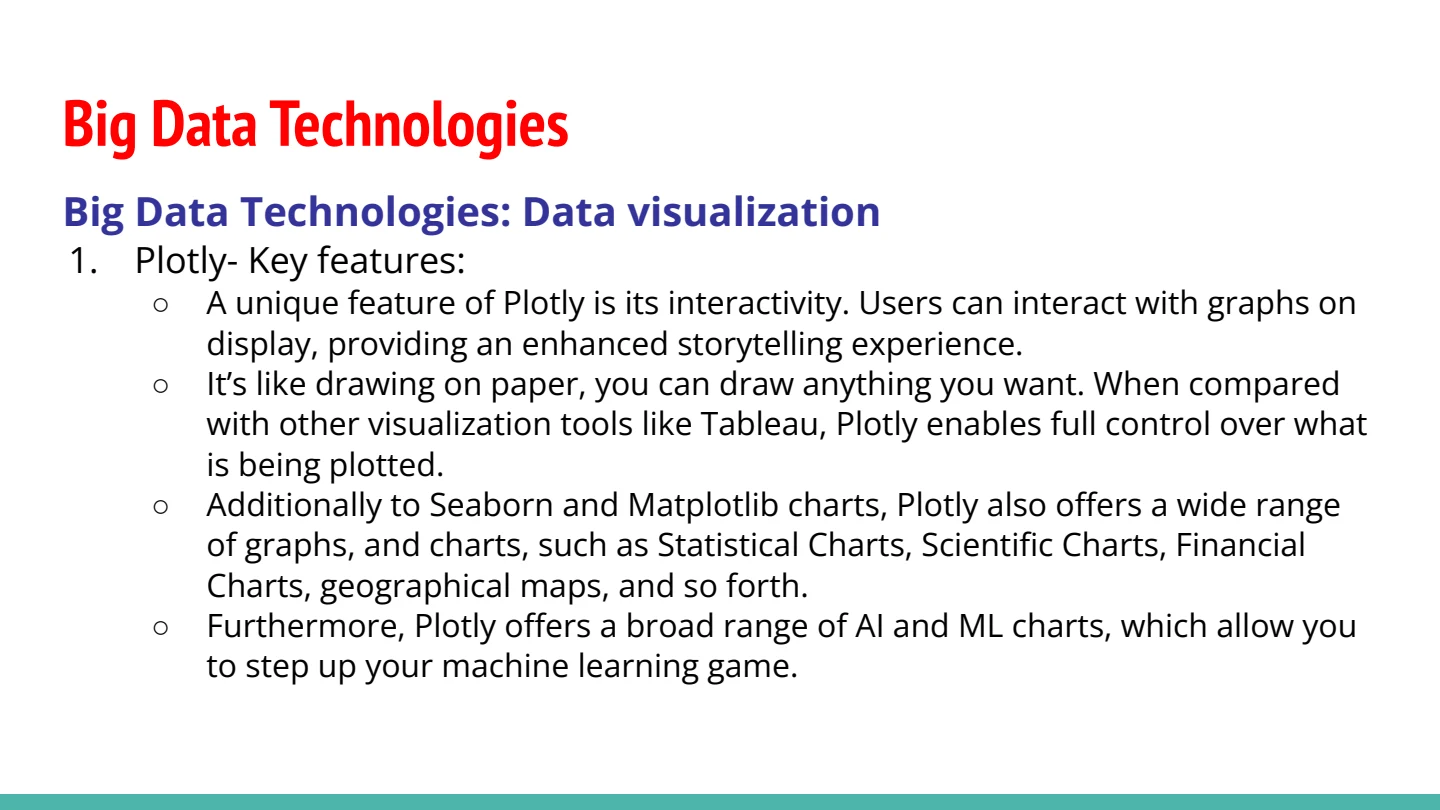 Big Data Technologies
Big Data Technologies: Data visualization
1. Plotly- Key features:
○ A unique feature of Plotly is its interactivity. Users can interact with graphs on
display, providing an enhanced storytelling experience.
○ It’s like drawing on paper, you can draw anything you want. When compared
with other visualization tools like Tableau, Plotly enables full control over what
is being plotted.
○ Additionally to Seaborn and Matplotlib charts, Plotly also offers a wide range
of graphs, and charts, such as Statistical Charts, Scientific Charts, Financial
Charts, geographical maps, and so forth.
○ Furthermore, Plotly offers a broad range of AI and ML charts, which allow you
to step up your machine learning game.